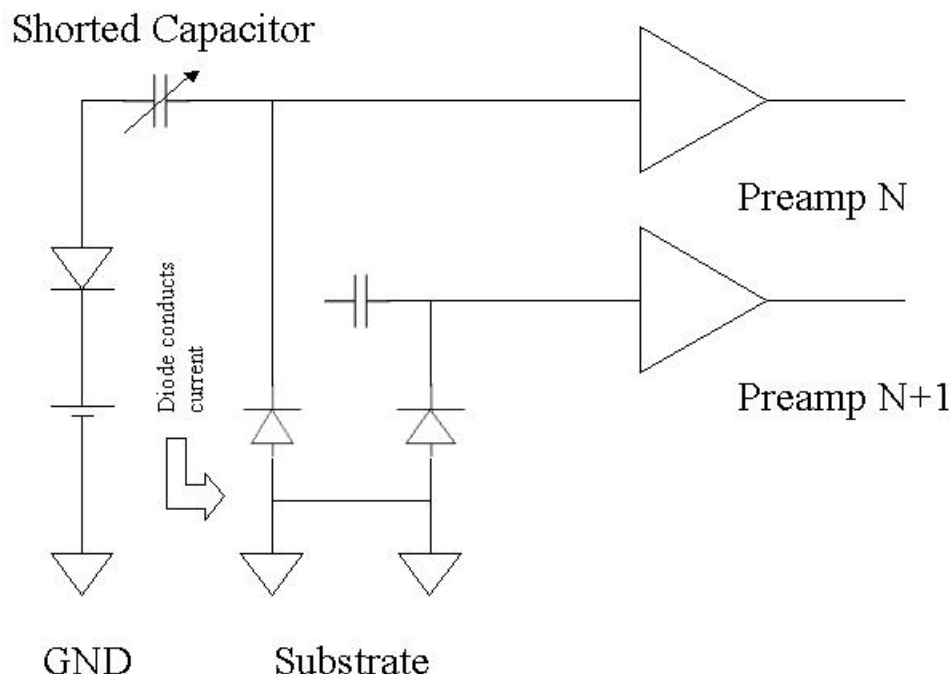 Shorted Capacitor
Preamp N
Diode conducts
current
Preamp N+1
GND
Substrate